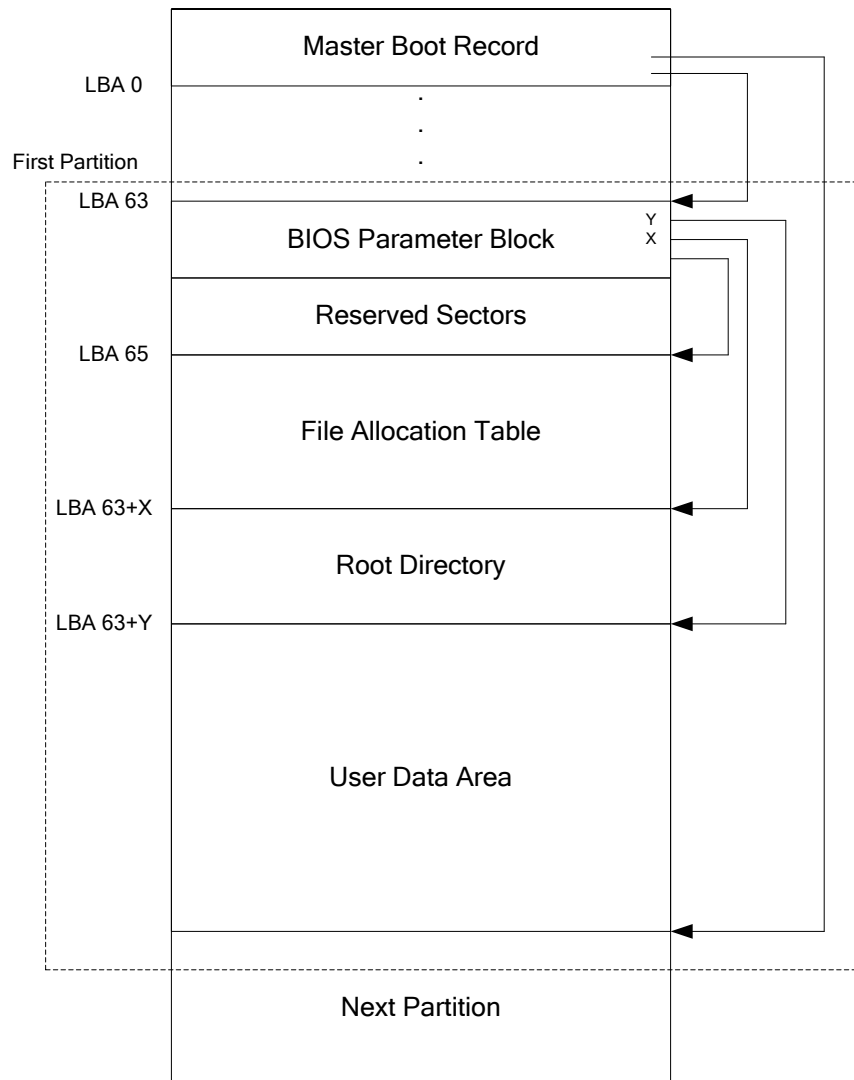 Master Boot Record
LBA 0
.
.
.
First Partition
LBA 63
Y
BIOS Parameter Block
X
Reserved Sectors
LBA 65
File Allocation Table
LBA 63+X
Root Directory
LBA 63+Y
User Data Area
Next Partition